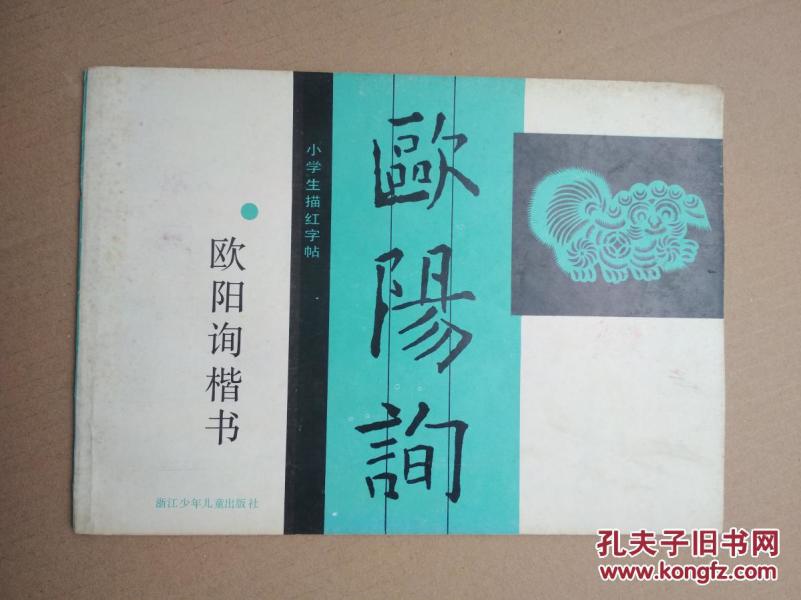 欧阳询楷书
浙江少年儿童出版社
小学生描红字帖
歐陽詢
孔夫子旧书网
www.kongfz.com